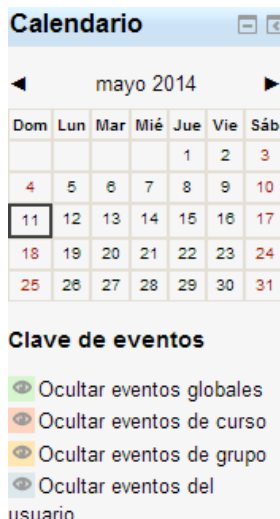 Calendario
◄ mayo 2014 ►
Dom Lun Mar Mié Jue Vie Sáb
1 2 3
4 5 6 7 8 9 10
11 12 13 14 15 16 17
18 19 20 21 22 23 24
25 26 27 28 29 30 31
Clave de eventos
Ocultar eventos globales
Ocultar eventos de curso
Ocultar eventos de grupo
Ocultar eventos del
usuario